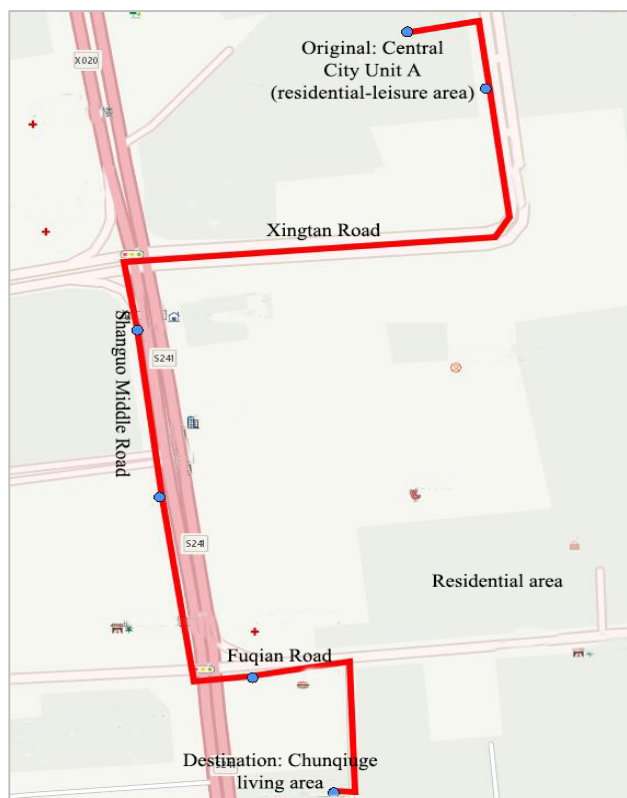 X020
Original: Central
City Unit A
(residential-leisure area)
Xingtan Road
Shanguo Middle Road
S241
S241
Residential area
Fuqian Road
Destination: Chunqiuge
living area